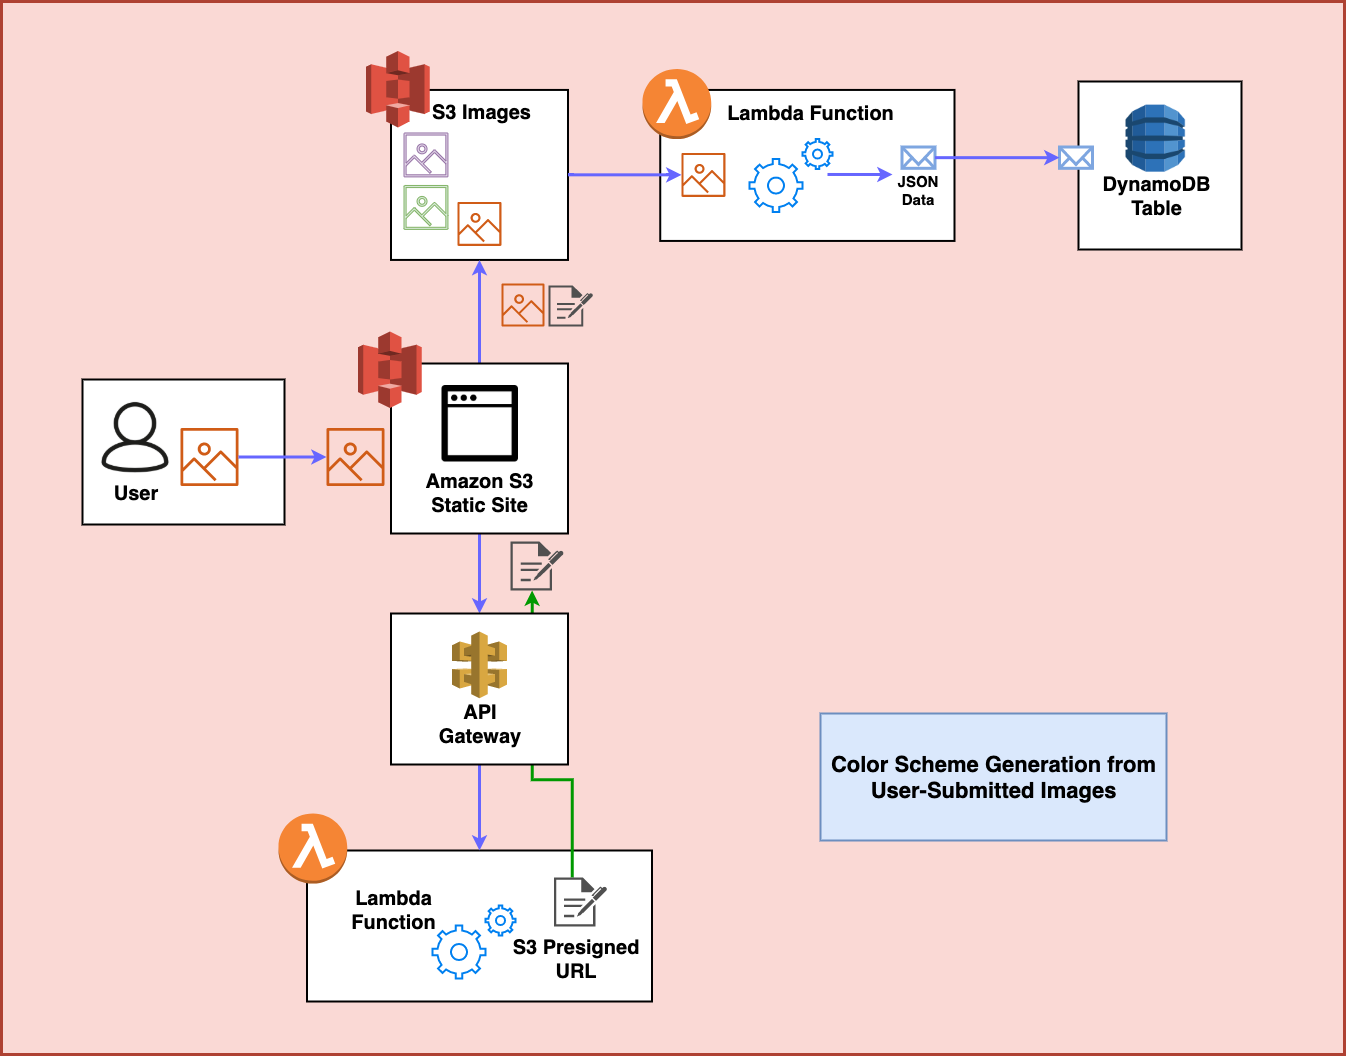 S3 Images
Lambda Function
JSON
Data
DynamoDB
Table
User
Amazon S3
Static Site
API
Gateway
Color Scheme Generation from
User-Submitted Images
Lambda
Function
S3 Presigned
URL